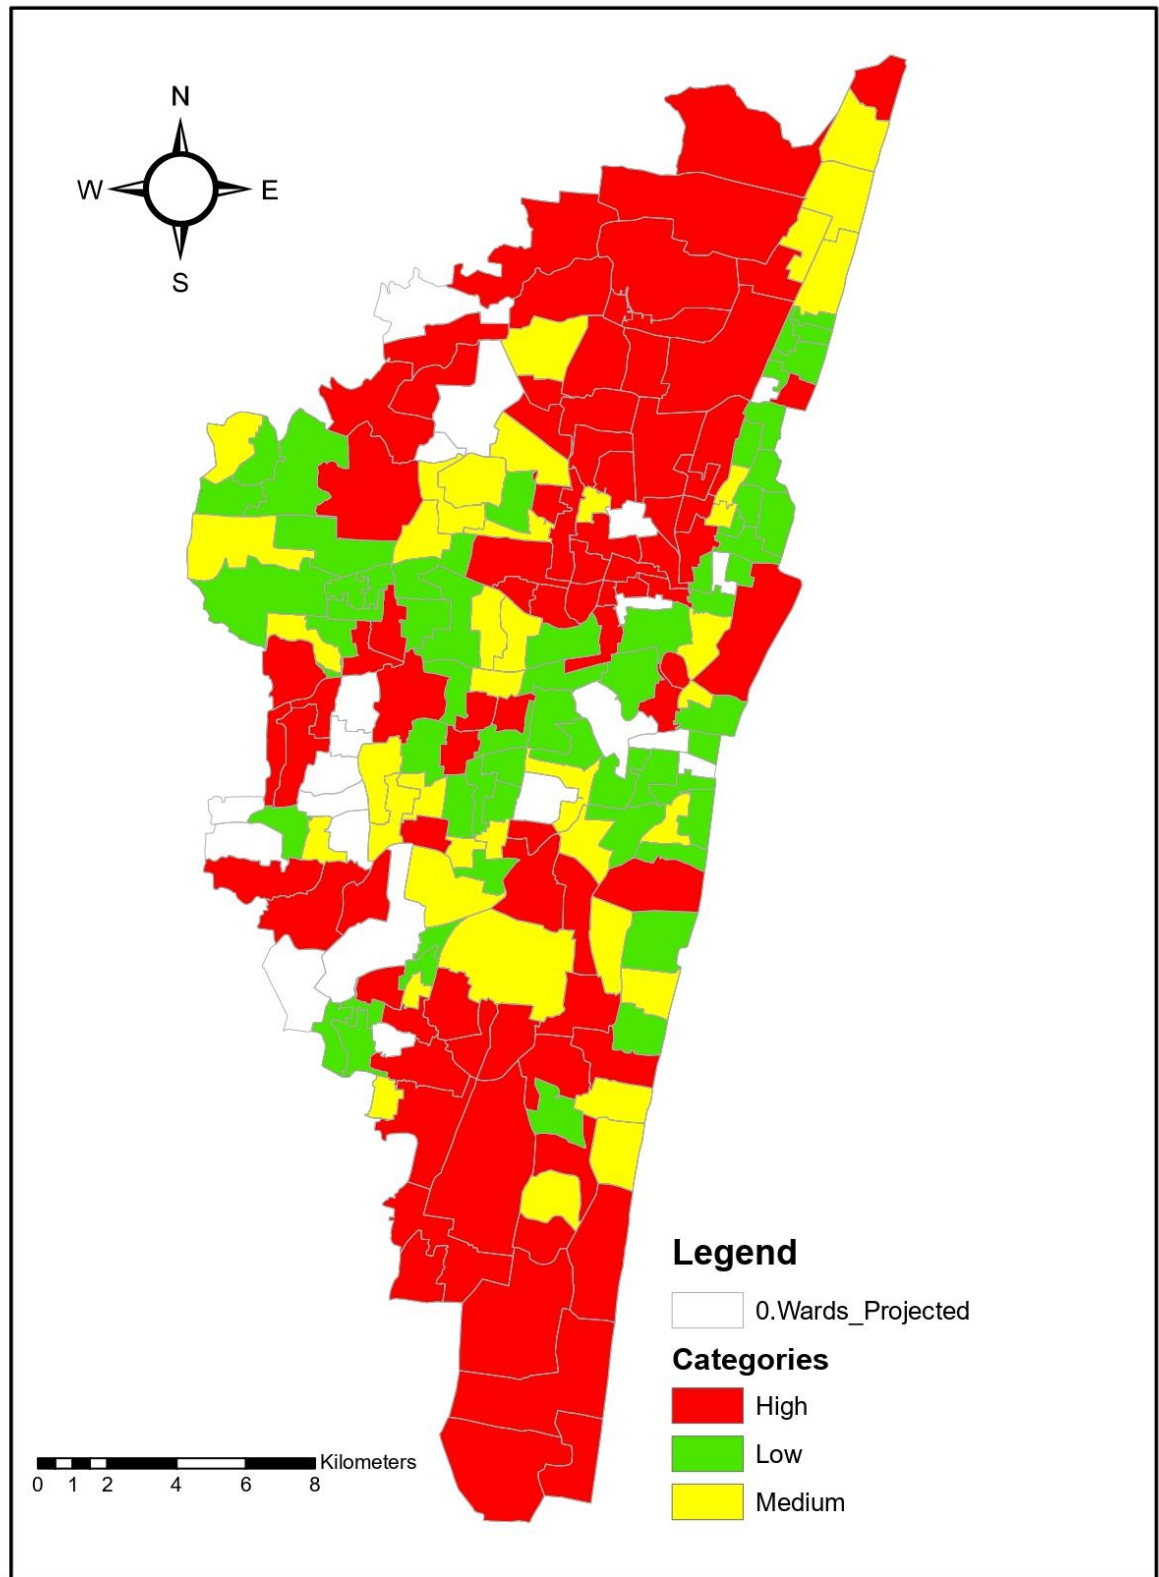 N
W E
S
Legend
0.Wards_Projected
Categories
High
Low
Medium
Kilometers
0 1 2 4 6 8